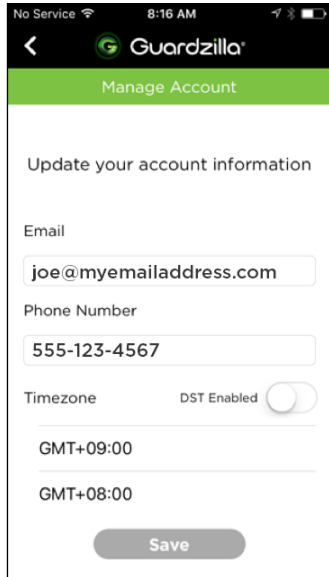 No Service 8:16 AM
Guardzilla
Manage Account
Update your account information
Email
joe@myemailaddress.com
Phone Number
555-123-4567
Timezone DST Enabled
GMT+09:00
GMT+08:00
Save